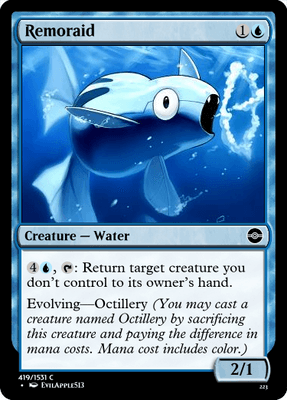 Remoraid 1
Creature — Water
4, : Return target creature you
don't control to its owner's hand.
Evolving—Octillery (You may cast a
creature named Octillery by sacrificing
this creature and paying the difference in
mana costs. Mana cost includes color.)
2/1
419/1531 C
EvilApple513
221